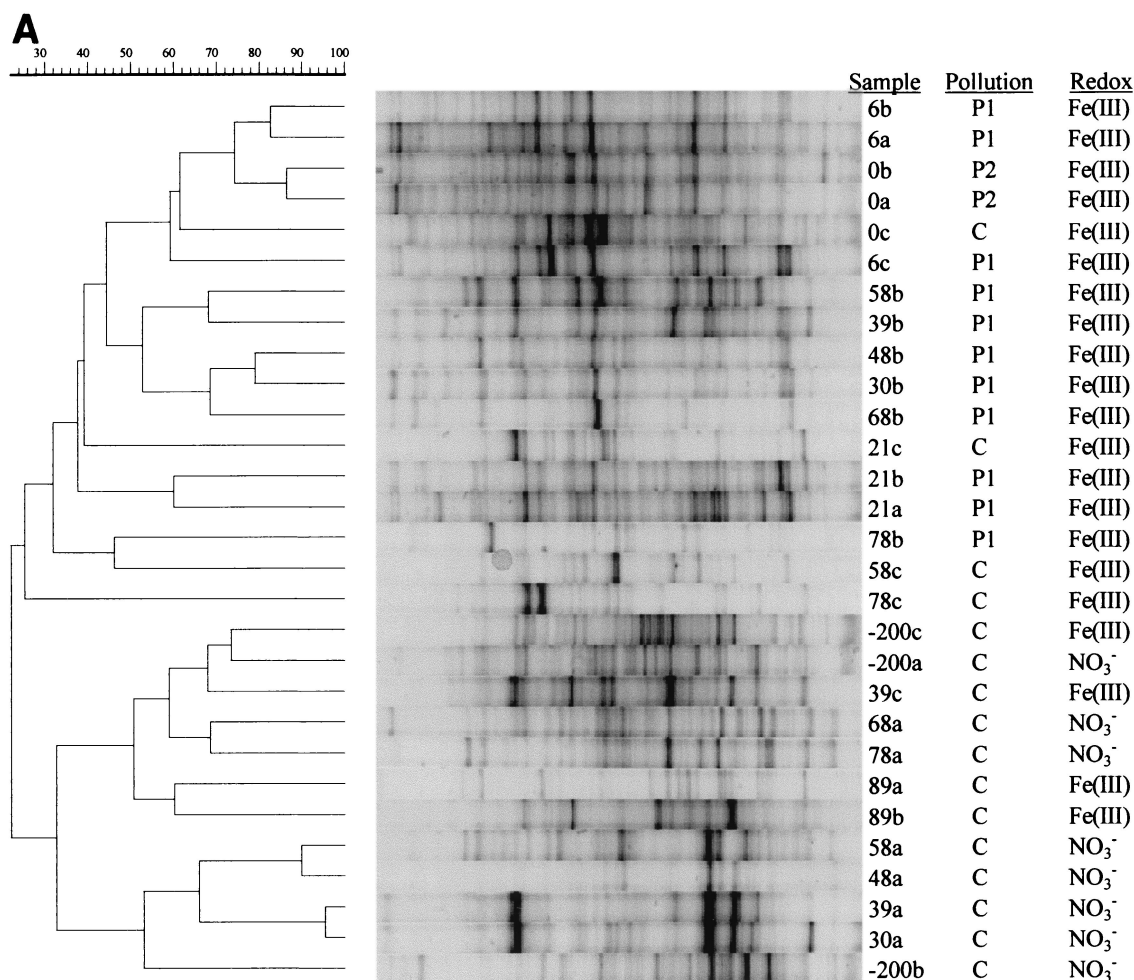 A
30 40 50 60 70 80 90 100
Sample Pollution Redox
6b P1 Fe(III)
6a P1 Fe(III)
0b P2 Fe(III)
0a P2 Fe(III)
0c C Fe(III)
6c P1 Fe(III)
58b P1 Fe(III)
39b P1 Fe(III)
48b P1 Fe(III)
30b P1 Fe(III)
68b P1 Fe(III)
21c C Fe(III)
21b P1 Fe(III)
21a P1 Fe(III)
78b P1 Fe(III)
58c C Fe(III)
78c C Fe(III)
-200c C Fe(III)
-200a C NO₃⁻
39c C Fe(III)
68a C NO₃⁻
78a C NO₃⁻
89a C Fe(III)
89b C Fe(III)
58a C NO₃⁻
48a C NO₃⁻
39a C NO₃⁻
30a C NO₃⁻
-200b C NO₃⁻